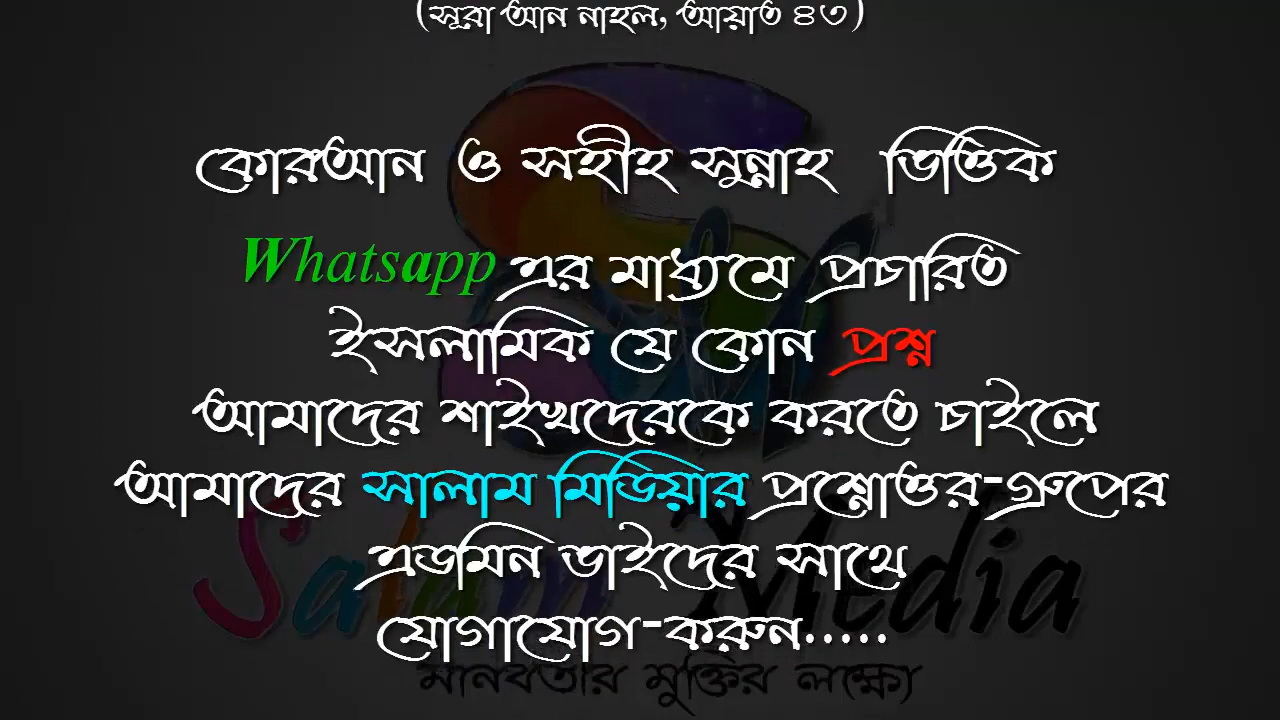 (সূরা আন নাহল, আয়াত ৪৩)
কোরআন ও সহীহ সুন্নাহ ভিত্তিক
Whatsapp এর মাধ্যমে প্রচারিত
ইসলামিক যে কোন প্রশ্ন
আমাদের শাইখদেরকে করতে চাইলে
আমাদের সালাম মিডিয়ার প্রশ্নোত্তর-গ্রুপের
এডমিন ভাইদের সাথে
যোগাযোগ-করুন.....
Salam Media
মানবতার মুক্তির লক্ষ্যে